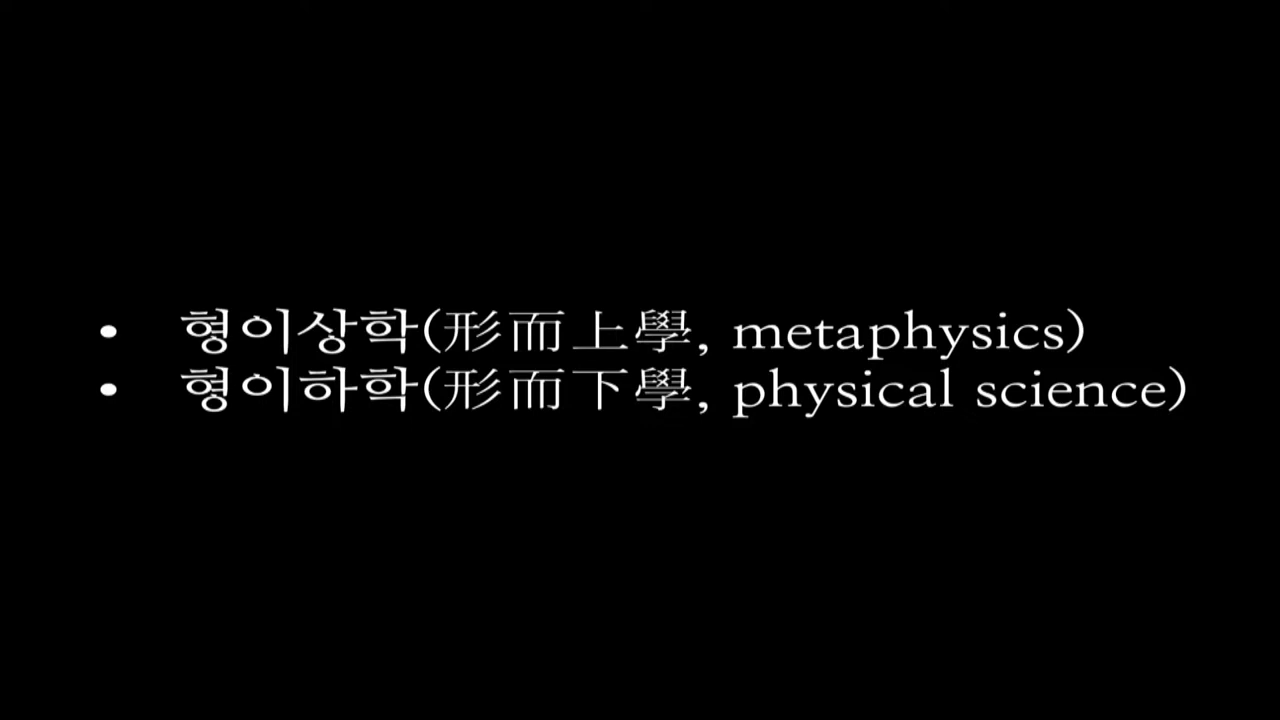 • 형이상학(形而上學, metaphysics)
• 형이하학(形而下學, physical science)